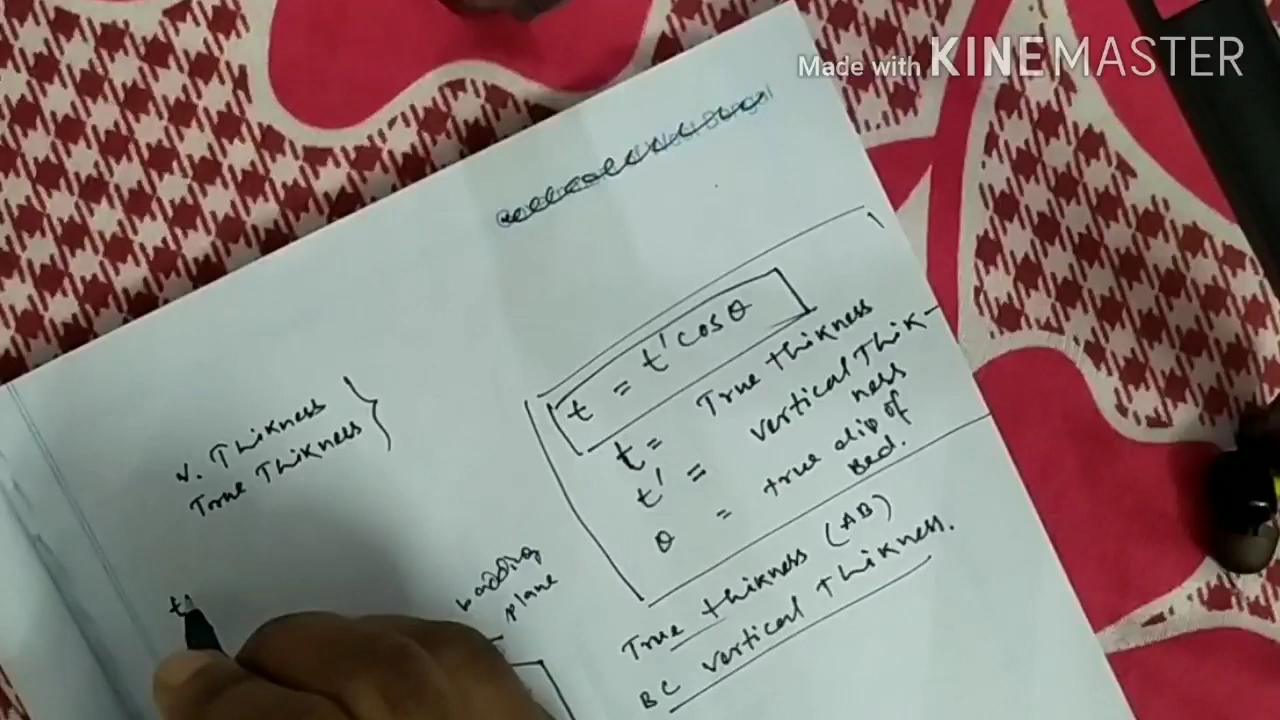 Made with KINEMASTER
t = t' cos θ
t = True thikness
t' = vertical Thik-
ness
θ = true dip of
Bed.
V. Thikness
True Thikness
badding
plane
True thikness (AB)
BC vertical Thikness.
t